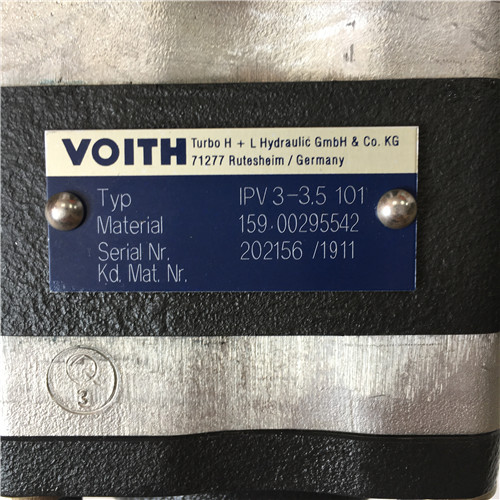 VOITH Turbo H + L Hydraulic GmbH & Co. KG
71277 Rutesheim / Germany
Typ IPV 3-3.5 101
Material 159.00295542
Serial Nr. 202156 /1911
Kd. Mat. Nr.
3